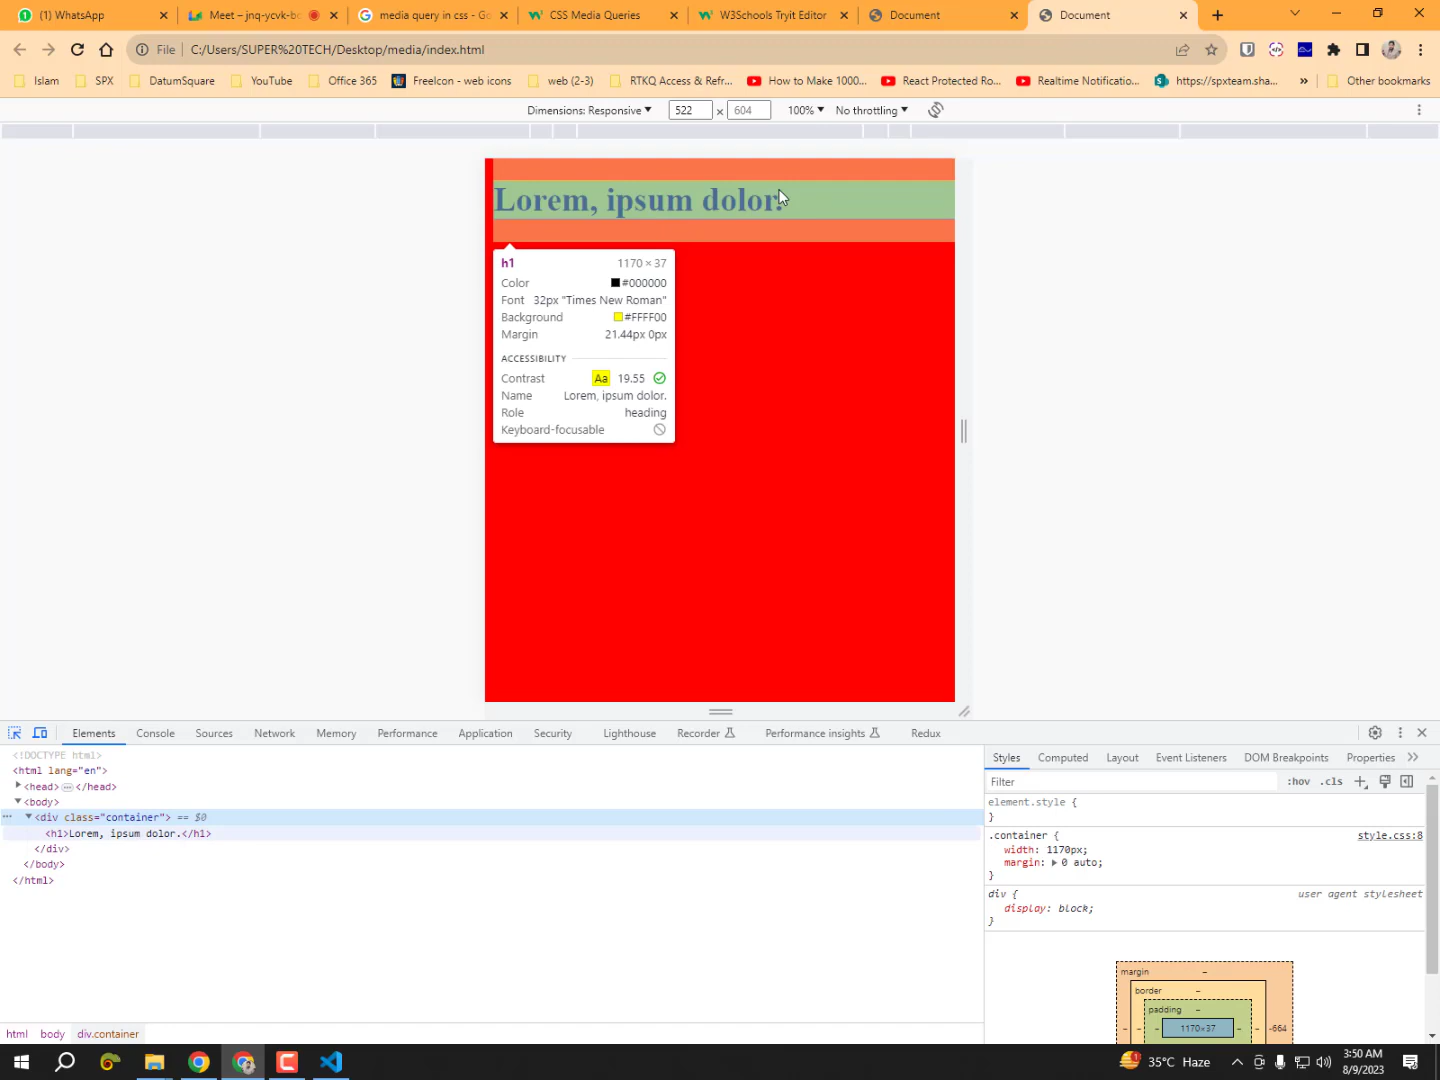 (1) WhatsApp
Meet – jnq-ycvk-bc
media query in css - Go
CSS Media Queries
W3Schools Tryit Editor
Document
Document
File
C:/Users/SUPER%20TECH/Desktop/media/index.html
Islam
SPX
DatumSquare
YouTube
Office 365
FreeIcon - web icons
web (2-3)
RTKQ Access & Refr...
How to Make 1000...
React Protected Ro...
Realtime Notificatio...
https://spxteam.sha...
»
Other bookmarks
Dimensions: Responsive
522
×
604
100%
No throttling
Lorem, ipsum dolor.
h1
1170 × 37
Color
#000000
Font
32px "Times New Roman"
Background
#FFFF00
Margin
21.44px 0px
ACCESSIBILITY
Contrast
Aa
19.55
Name
Lorem, ipsum dolor.
Role
heading
Keyboard-focusable
Elements
Console
Sources
Network
Memory
Performance
Application
Security
Lighthouse
Recorder
Performance insights
Redux
<!DOCTYPE html>
<html lang="en">
<head> ⋯ </head>
<body>
<div class="container"> == $0
<h1>Lorem, ipsum dolor.</h1>
</div>
</body>
</html>
html
body
div.container
Styles
Computed
Layout
Event Listeners
DOM Breakpoints
Properties
»
Filter
:hov
.cls
element.style {
}
.container {
style.css:8
width: 1170px;
margin: 0 auto;
}
div {
user agent stylesheet
display: block;
}
margin
–
border
–
padding
–
– – –
1170×37
– – -664
35°C Haze
3:50 AM
8/9/2023